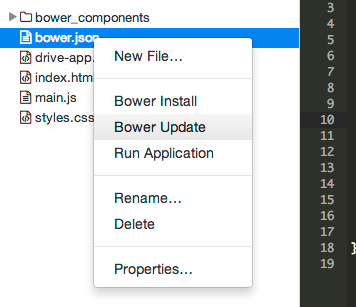 bower_components
bower.json
drive-app.
index.htm
main.js
styles.css
New File...
Bower Install
Bower Update
Run Application
Rename...
Delete
Properties...
3
4
5
6
7
8
9
10
11
12
13
14
15
16
17
18 }
19